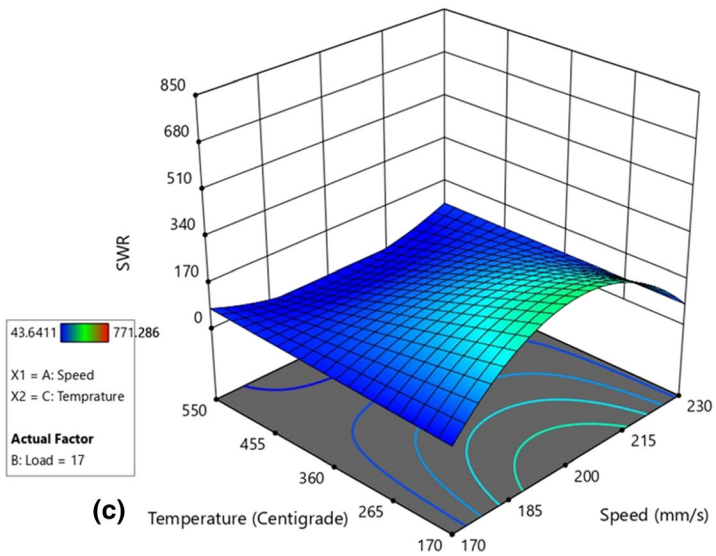 850
680
510
340
170
0
SWR
43.6411 771.286
X1 = A: Speed
X2 = C: Temprature
Actual Factor
B: Load = 17
550
455
360
265
170
Temperature (Centigrade)
170
185
200
215
230
Speed (mm/s)
(c)